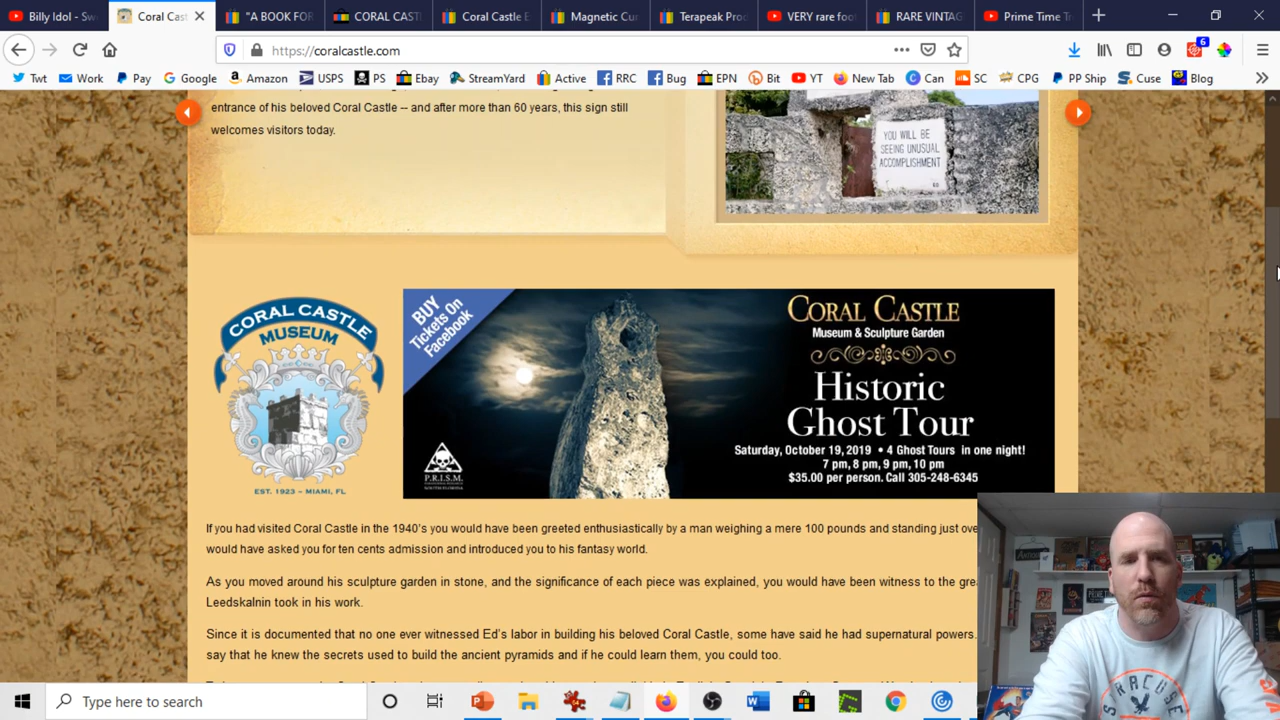 Billy Idol - Sw
Coral Cast
"A BOOK FOR
CORAL CAST
Coral Castle E
Magnetic Cu
Terapeak Pro
VERY rare foo
RARE VINTAG
Prime Time T
https://coralcastle.com
6
Twt
Work
Pay
Google
Amazon
USPS
PS
Ebay
StreamYard
Active
RRC
Bug
EPN
Bit
YT
New Tab
Can
SC
CPG
PP Ship
Cuse
Blog
entrance of his beloved Coral Castle -- and after more than 60 years, this sign still
welcomes visitors today.
YOU WILL BE
SEEING UNUSUAL
ACCOMPLISHMENT
CORAL CASTLE
MUSEUM
EST. 1923 – MIAMI, FL
BUY
Tickets On
Facebook
P.R.I.S.M.
CORAL CASTLE
Museum & Sculpture Garden
Historic
Ghost Tour
Saturday, October 19, 2019 • 4 Ghost Tours in one night!
7 pm, 8 pm, 9 pm, 10 pm
$35.00 per person. Call 305-248-6345
If you had visited Coral Castle in the 1940's you would have been greeted enthusiastically by a man weighing a mere 100 pounds and standing just ove
would have asked you for ten cents admission and introduced you to his fantasy world.
As you moved around his sculpture garden in stone, and the significance of each piece was explained, you would have been witness to the grea
Leedskalnin took in his work.
Since it is documented that no one ever witnessed Ed's labor in building his beloved Coral Castle, some have said he had supernatural powers.
say that he knew the secrets used to build the ancient pyramids and if he could learn them, you could too.
SYRACUSE
Type here to search